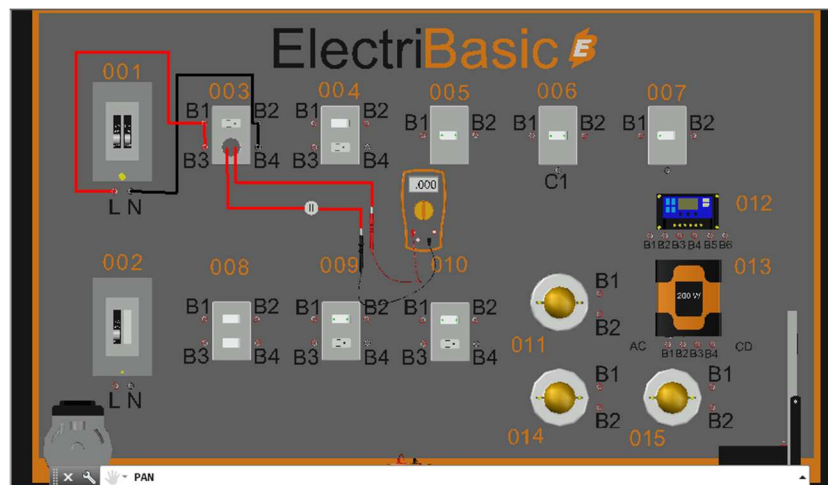 ElectriBasic E
001
003
004
005
006
007
B1 B2
B1 B2
B1 B2
B1 B2
B1 B2
B3 B4
B3 B4
C1
L N
.000
012
B1 B2 B3 B4 B5 B6
002
008
009
010
013
200 W
B1 B2
B1 B2
B1 B2
B1
B2
B3 B4
B3 B4
B3 B4
011
AC B1 B2 B3 B4 CD
L N
B1
B2
B1
B2
014
015
PAN